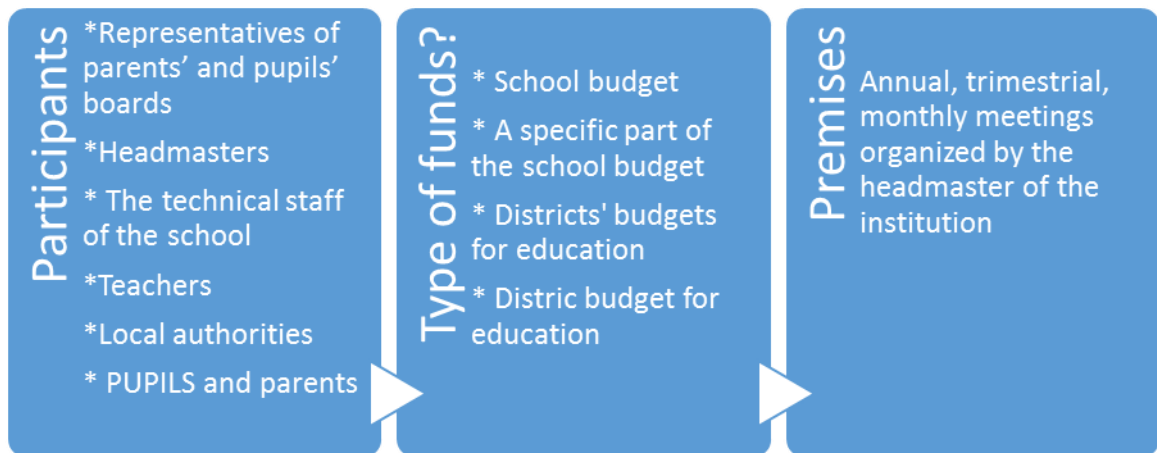 Participants
*Representatives of
parents’ and pupils’
boards
*Headmasters
* The technical staff
of the school
*Teachers
*Local authorities
* PUPILS and parents
Type of funds?
* School budget
* A specific part of
the school budget
* Districts' budgets
for education
* Distric budget for
education
Premises
Annual, trimestrial,
monthly meetings
organized by the
headmaster of the
institution